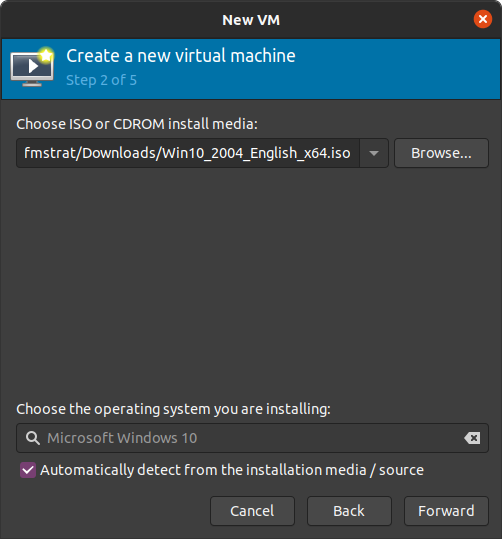 New VM
Create a new virtual machine
Step 2 of 5
Choose ISO or CDROM install media:
fmstrat/Downloads/Win10_2004_English_x64.iso
Browse...
Choose the operating system you are installing:
Microsoft Windows 10
Automatically detect from the installation media / source
Cancel
Back
Forward